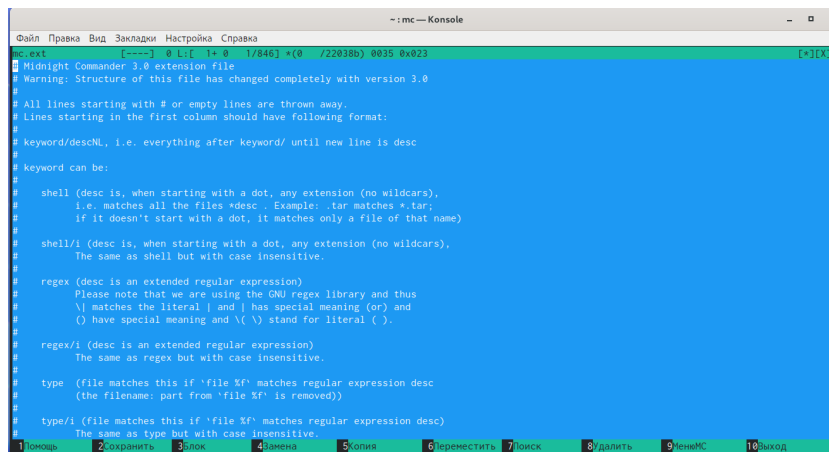 ~ : mc — Konsole
Файл Правка Вид Закладки Настройка Справка
mc.ext [----] 0 L:[ 1+ 0 1/846] *(0 /22038b) 0035 0x023 [*][X]
# Midnight Commander 3.0 extension file
# Warning: Structure of this file has changed completely with version 3.0
#
# All lines starting with # or empty lines are thrown away.
# Lines starting in the first column should have following format:
#
# keyword/descNL, i.e. everything after keyword/ until new line is desc
#
# keyword can be:
#
# shell (desc is, when starting with a dot, any extension (no wildcars),
# i.e. matches all the files *desc . Example: .tar matches *.tar;
# if it doesn't start with a dot, it matches only a file of that name)
#
# shell/i (desc is, when starting with a dot, any extension (no wildcars),
# The same as shell but with case insensitive.
#
# regex (desc is an extended regular expression)
# Please note that we are using the GNU regex library and thus
# \| matches the literal | and | has special meaning (or) and
# () have special meaning and \( \) stand for literal ( ).
#
# regex/i (desc is an extended regular expression)
# The same as regex but with case insensitive.
#
# type (file matches this if `file %f` matches regular expression desc
# (the filename: part from `file %f` is removed))
#
# type/i (file matches this if `file %f` matches regular expression desc)
# The same as type but with case insensitive.
1Помощь 2Сохранить 3Блок 4Замена 5Копия 6Переместить 7Поиск 8Удалить 9МенюMC 10Выход